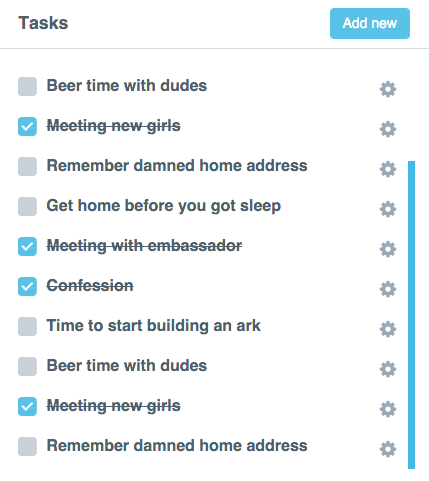 Tasks
Add new
Beer time with dudes
Meeting new girls
Remember damned home address
Get home before you got sleep
Meeting with embassador
Confession
Time to start building an ark
Beer time with dudes
Meeting new girls
Remember damned home address